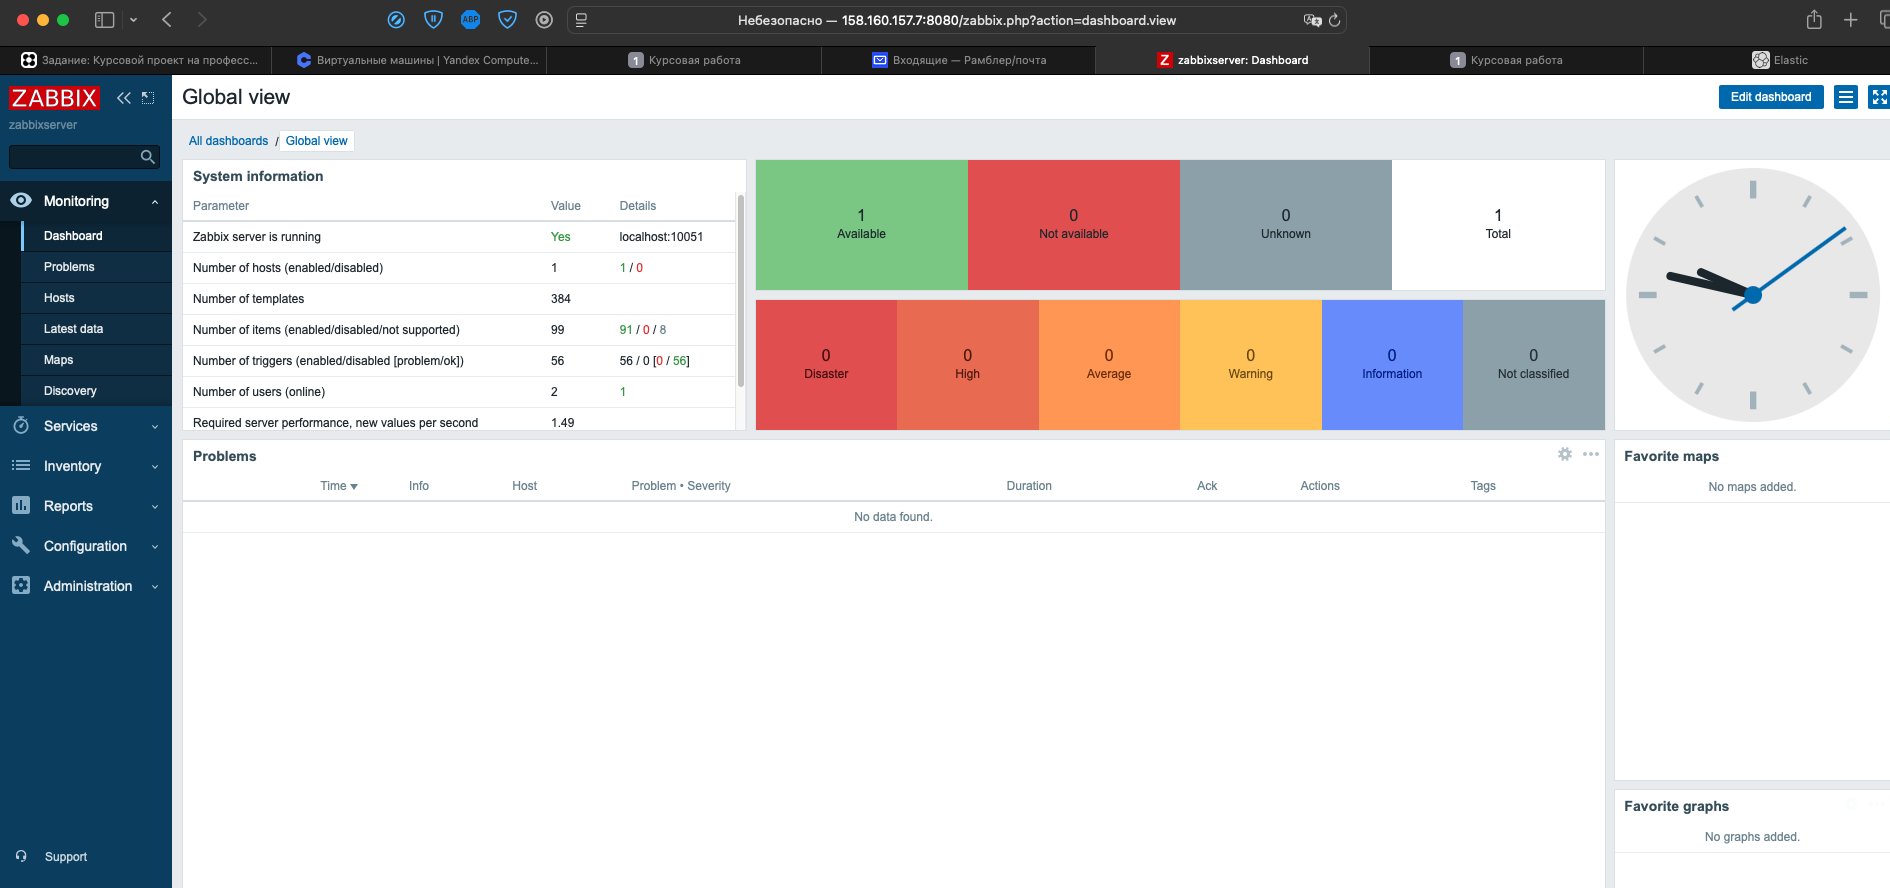 ABP
Небезопасно — 158.160.157.7:8080/zabbix.php?action=dashboard.view
Задание: Курсовой проект на професс...
Виртуальные машины | Yandex Compute...
1 Курсовая работа
Входящие — Рамблер/почта
Z zabbixserver: Dashboard
1 Курсовая работа
Elastic
ZABBIX
zabbixserver
Monitoring
Dashboard
Problems
Hosts
Latest data
Maps
Discovery
Services
Inventory
Reports
Configuration
Administration
Support
Global view
Edit dashboard
All dashboards / Global view
System information
Parameter Value Details
Zabbix server is running Yes localhost:10051
Number of hosts (enabled/disabled) 1 1 / 0
Number of templates 384
Number of items (enabled/disabled/not supported) 99 91 / 0 / 8
Number of triggers (enabled/disabled [problem/ok]) 56 56 / 0 [0 / 56]
Number of users (online) 2 1
Required server performance, new values per second 1.49
1
Available
0
Not available
0
Unknown
1
Total
0
Disaster
0
High
0
Average
0
Warning
0
Information
0
Not classified
Problems
Time Info Host Problem • Severity Duration Ack Actions Tags
No data found.
Favorite maps
No maps added.
Favorite graphs
No graphs added.